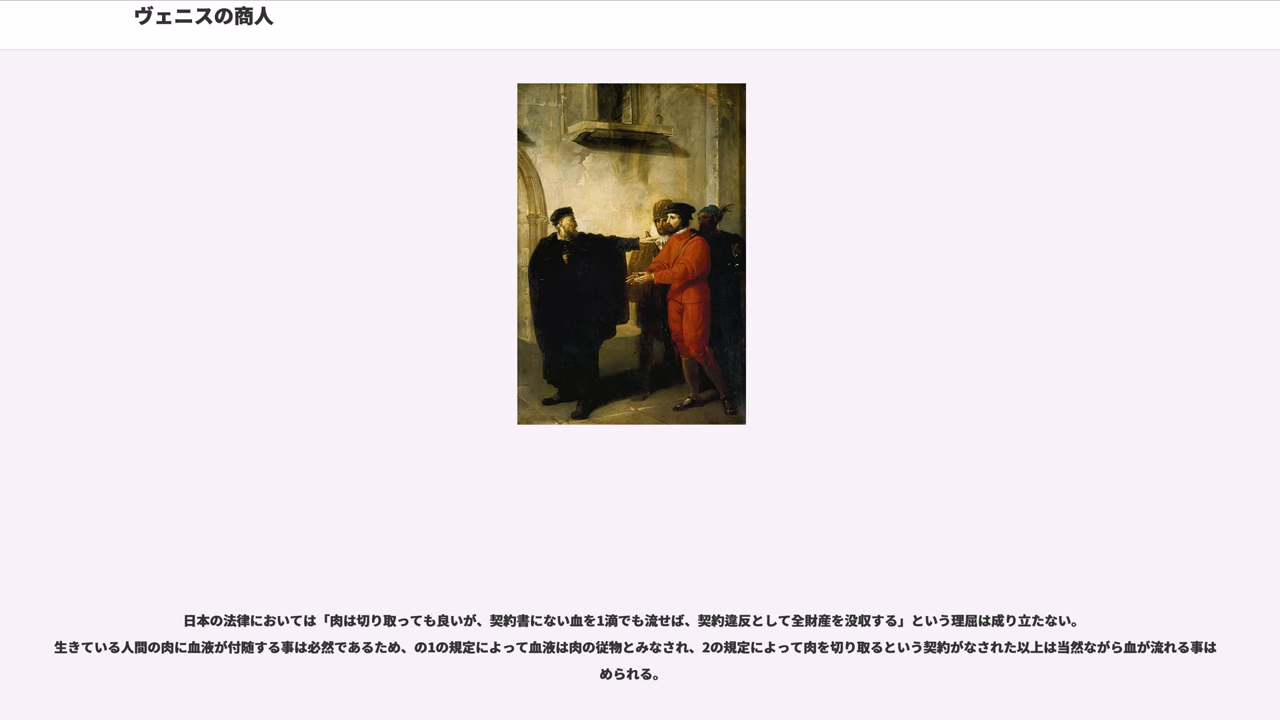 ヴェニスの商人
日本の法律においては「肉は切り取っても良いが、契約書にない血を1滴でも流せば、契約違反として全財産を没収する」という理屈は成り立たない。
生きている人間の肉に血液が付随する事は必然であるため、の1の規定によって血液は肉の従物とみなされ、2の規定によって肉を切り取るという契約がなされた以上は当然ながら血が流れる事は
められる。